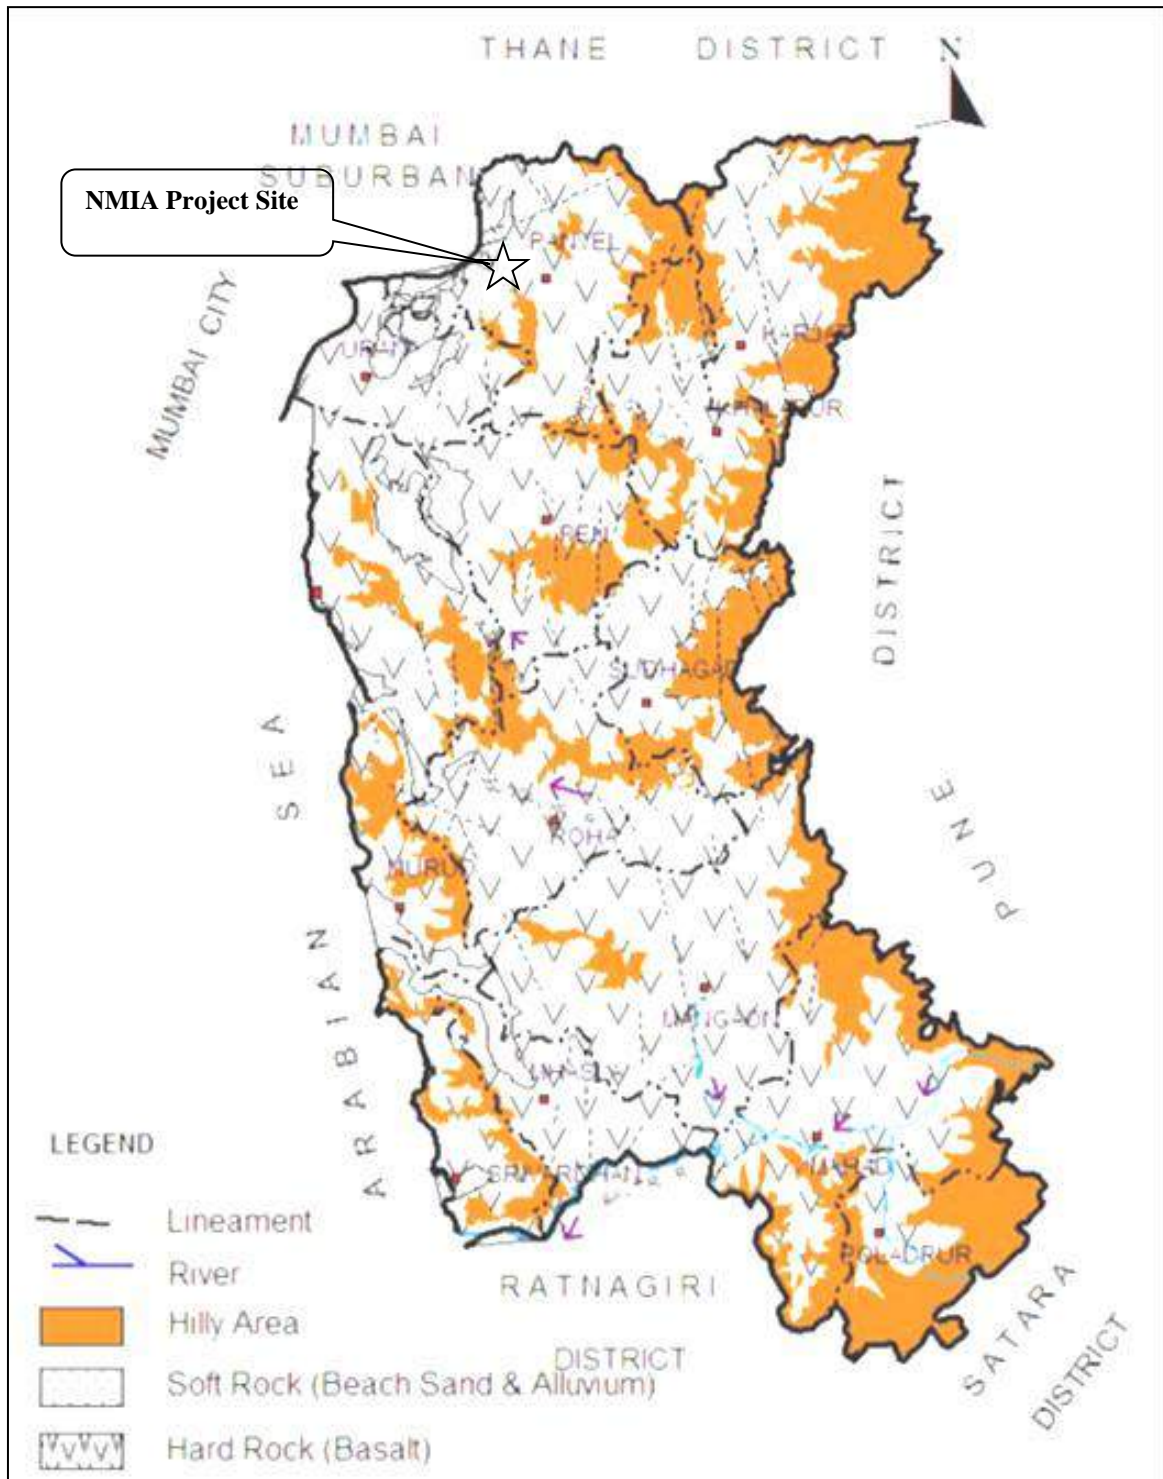 THANE DISTRICT
N
MUMBAI
SUBURBAN
NMIA Project Site
PANVEL
MUMBAI CITY
URAN
KARJAT
KHALAPUR
PEN
DISTRICT
SUDHAGAD
SEA
PUNE
ROHA
MURUD
ARABIAN
MANGAON
MHASLA
LEGEND
MAHAD
SRIVARDHAN
Lineament
POLADPUR
River
RATNAGIRI
SATARA
Hilly Area
DISTRICT
DISTRICT
Soft Rock (Beach Sand & Alluvium)
Hard Rock (Basalt)